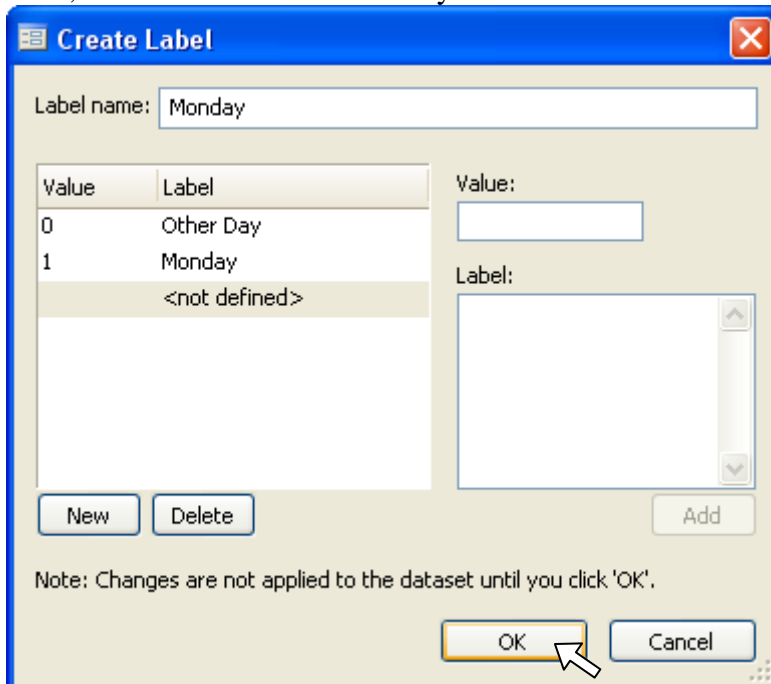 Create Label
Label name: Monday
Value Label
0 Other Day
1 Monday
<not defined>
Value:
Label:
New Delete
Add
Note: Changes are not applied to the dataset until you click 'OK'.
OK Cancel